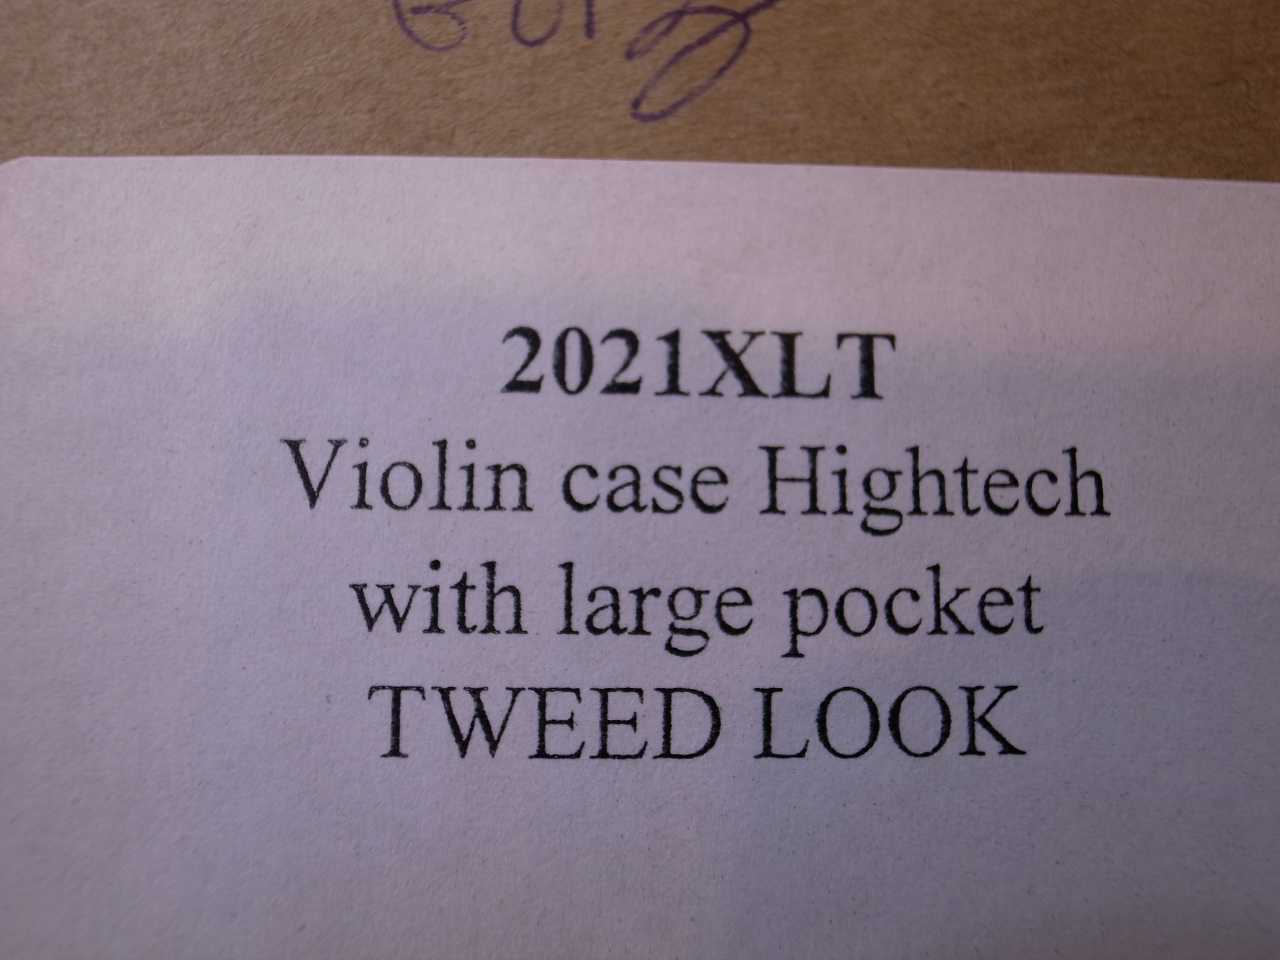 2021XLT
Violin case Hightech
with large pocket
TWEED LOOK